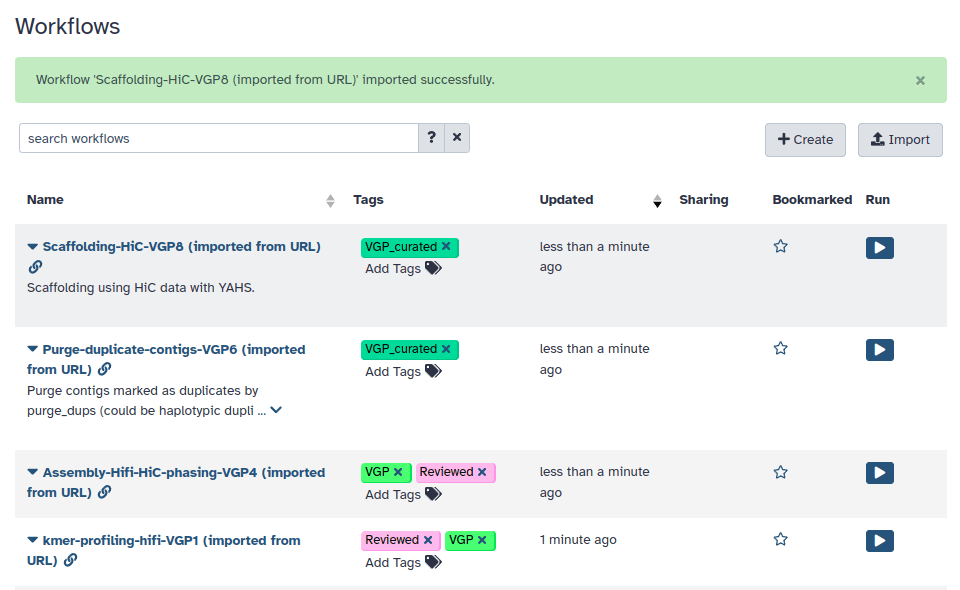 Workflows
Workflow 'Scaffolding-HiC-VGP8 (imported from URL)' imported successfully.
search workflows ? Create Import
Name Tags Updated Sharing Bookmarked Run
Scaffolding-HiC-VGP8 (imported from URL) VGP_curated less than a minute
Add Tags ago
Scaffolding using HiC data with YAHS.
Purge-duplicate-contigs-VGP6 (imported VGP_curated less than a minute
from URL) Add Tags ago
Purge contigs marked as duplicates by
purge_dups (could be haplotypic dupli ...
Assembly-Hifi-HiC-phasing-VGP4 (imported VGP Reviewed less than a minute
from URL) Add Tags ago
kmer-profiling-hifi-VGP1 (imported from Reviewed VGP 1 minute ago
URL) Add Tags